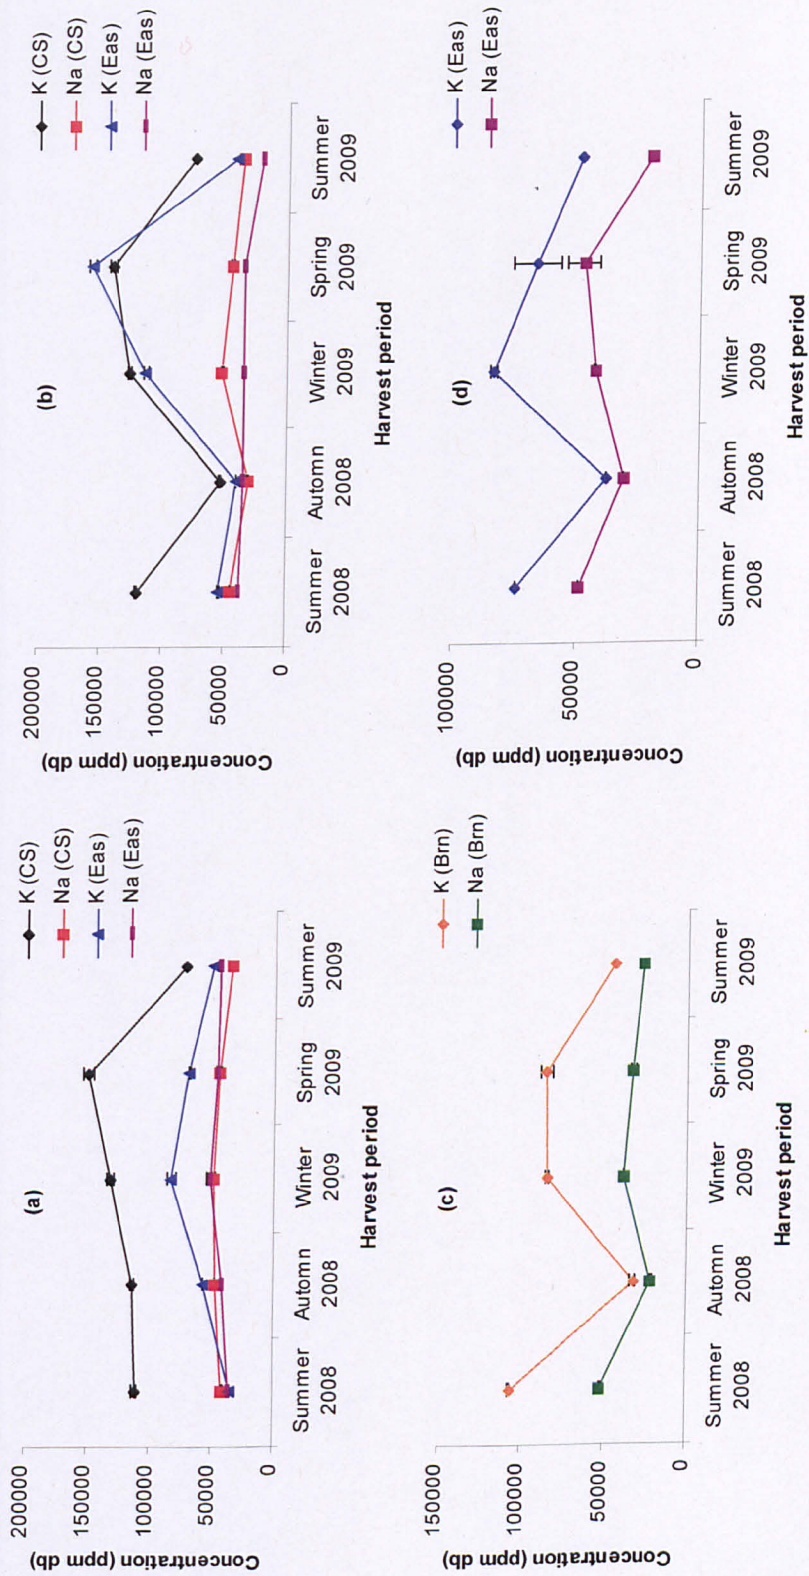 (a)
200000
150000
100000
50000
0
Concentration (ppm db)
Summer
2008
Automn
2008
Winter
2009
Spring
2009
Summer
2009
Harvest period
K (CS)
Na (CS)
K (Eas)
Na (Eas)
(b)
200000
150000
100000
50000
0
Concentration (ppm db)
Summer
2008
Automn
2008
Winter
2009
Spring
2009
Summer
2009
Harvest period
K (CS)
Na (CS)
K (Eas)
Na (Eas)
(c)
150000
100000
50000
0
Concentration (ppm db)
Summer
2008
Automn
2008
Winter
2009
Spring
2009
Summer
2009
Harvest period
K (Brn)
Na (Brn)
(d)
100000
50000
0
Concentration (ppm db)
Summer
2008
Automn
2008
Winter
2009
Spring
2009
Summer
2009
Harvest period
K (Eas)
Na (Eas)